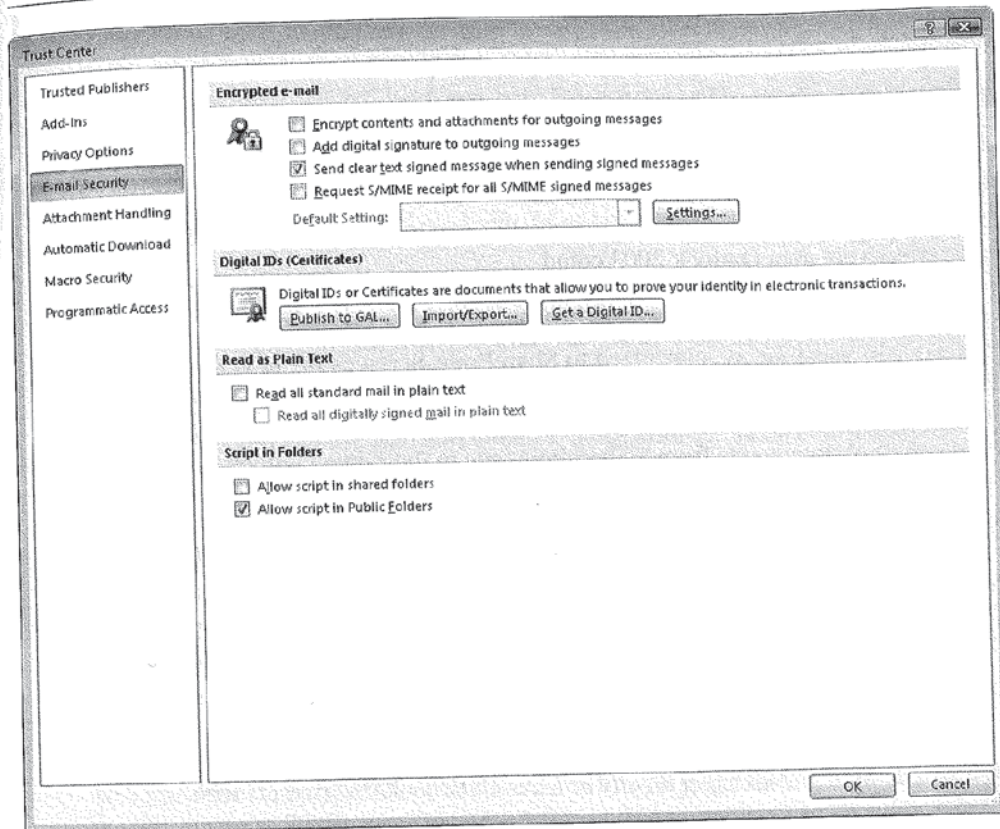 Trust Center
Trusted Publishers
Add-Ins
Privacy Options
E-mail Security
Attachment Handling
Automatic Download
Macro Security
Programmatic Access
Encrypted e-mail
Encrypt contents and attachments for outgoing messages
Add digital signature to outgoing messages
Send clear text signed message when sending signed messages
Request S/MIME receipt for all S/MIME signed messages
Default Setting:
Settings...
Digital IDs (Certificates)
Digital IDs or Certificates are documents that allow you to prove your identity in electronic transactions.
Publish to GAL... Import/Export... Get a Digital ID...
Read as Plain Text
Read all standard mail in plain text
Read all digitally signed mail in plain text
Script in Folders
Allow script in shared folders
Allow script in Public Folders
OK Cancel